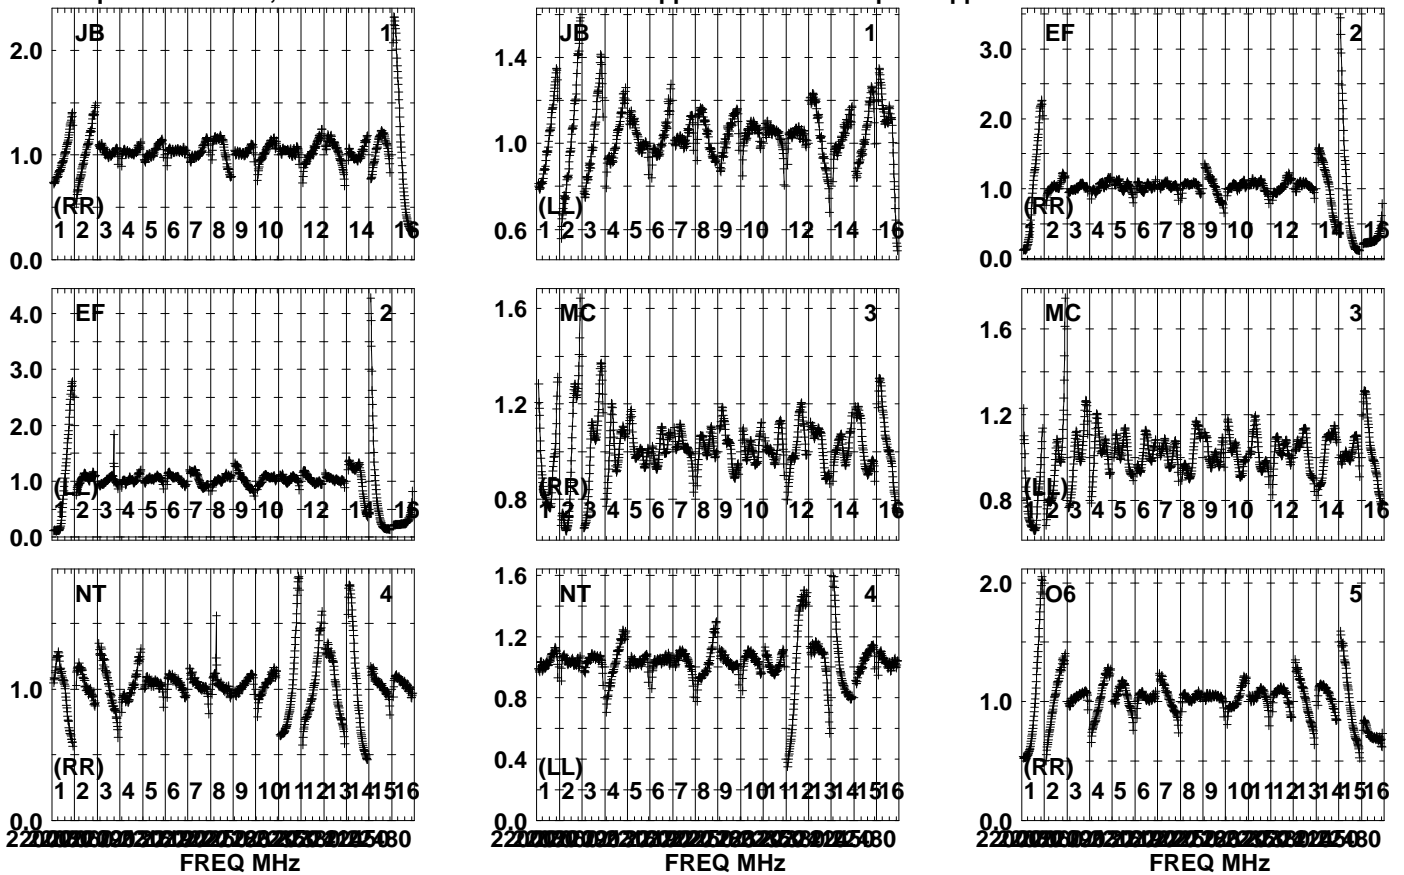 JB 1
2.0
1.0
0.0
(RR)
1 2 3 4 5 6 7 8 9 10 12 14 16
JB 1
1.4
1.0
0.6
(LL)
1 2 3 4 5 6 7 8 9 10 12 14 16
EF 2
3.0
2.0
1.0
0.0
(RR)
2 3 4 5 6 7 8 9 10 12 14 16
EF 2
4.0
3.0
2.0
1.0
0.0
(LL)
2 3 4 5 6 7 8 9 10 12 14 16
MC 3
1.6
1.2
0.8
(RR)
1 2 3 4 5 6 7 8 9 10 12 14 16
MC 3
1.6
1.2
0.8
(LL)
1 2 3 4 5 6 7 8 9 10 12 14 16
NT 4
1.0
0.0
(RR)
1 2 3 4 5 6 7 8 9 10 11 12 13 14 15 16
FREQ MHz
NT 4
1.6
1.2
0.8
0.4
0.0
(LL)
1 2 3 4 5 6 7 8 9 10 11 12 13 14 15 16
FREQ MHz
O6 5
2.0
1.0
0.0
(RR)
1 2 3 4 5 6 7 8 9 10 11 12 13 14 15 16
FREQ MHz